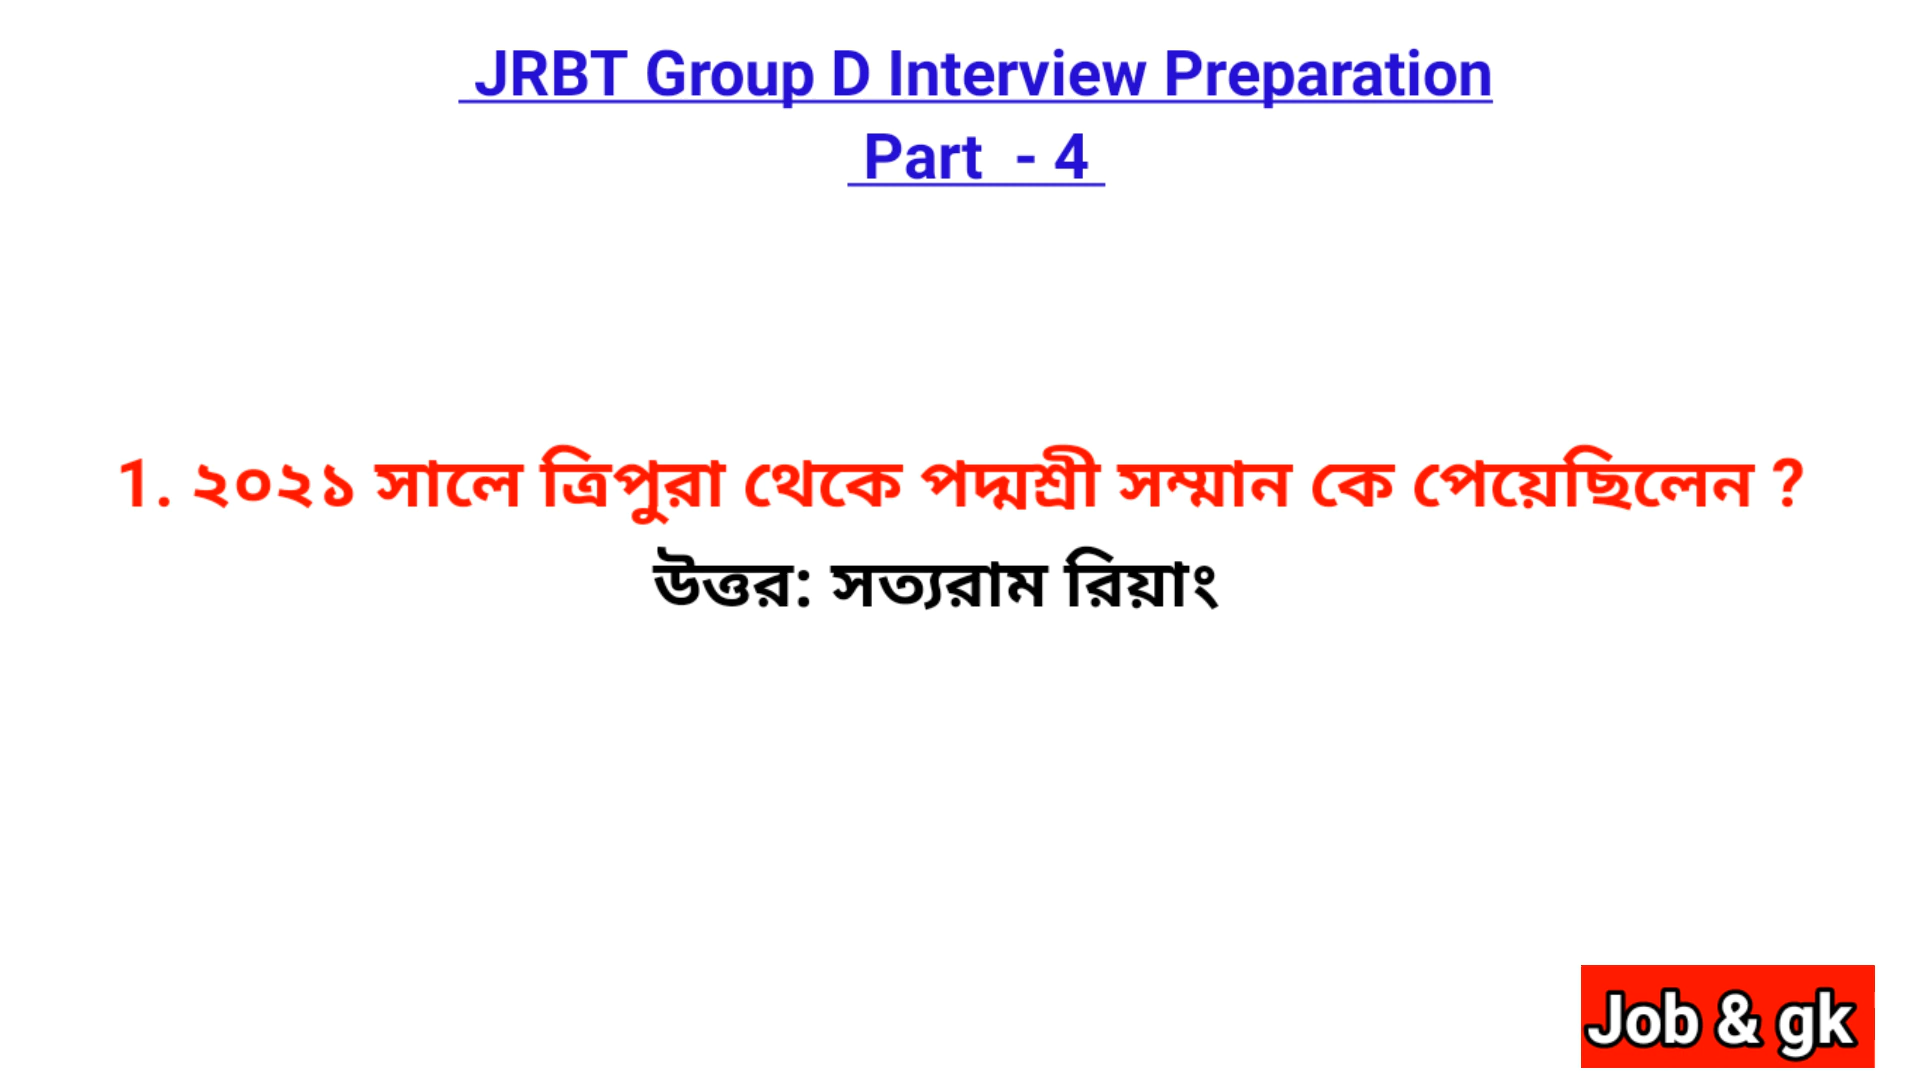 JRBT Group D Interview Preparation
Part - 4
1. ২০২১ সালে ত্রিপুরা থেকে পদ্মশ্রী সম্মান কে পেয়েছিলেন ?
উত্তর: সত্যরাম রিয়াং
Job & gk